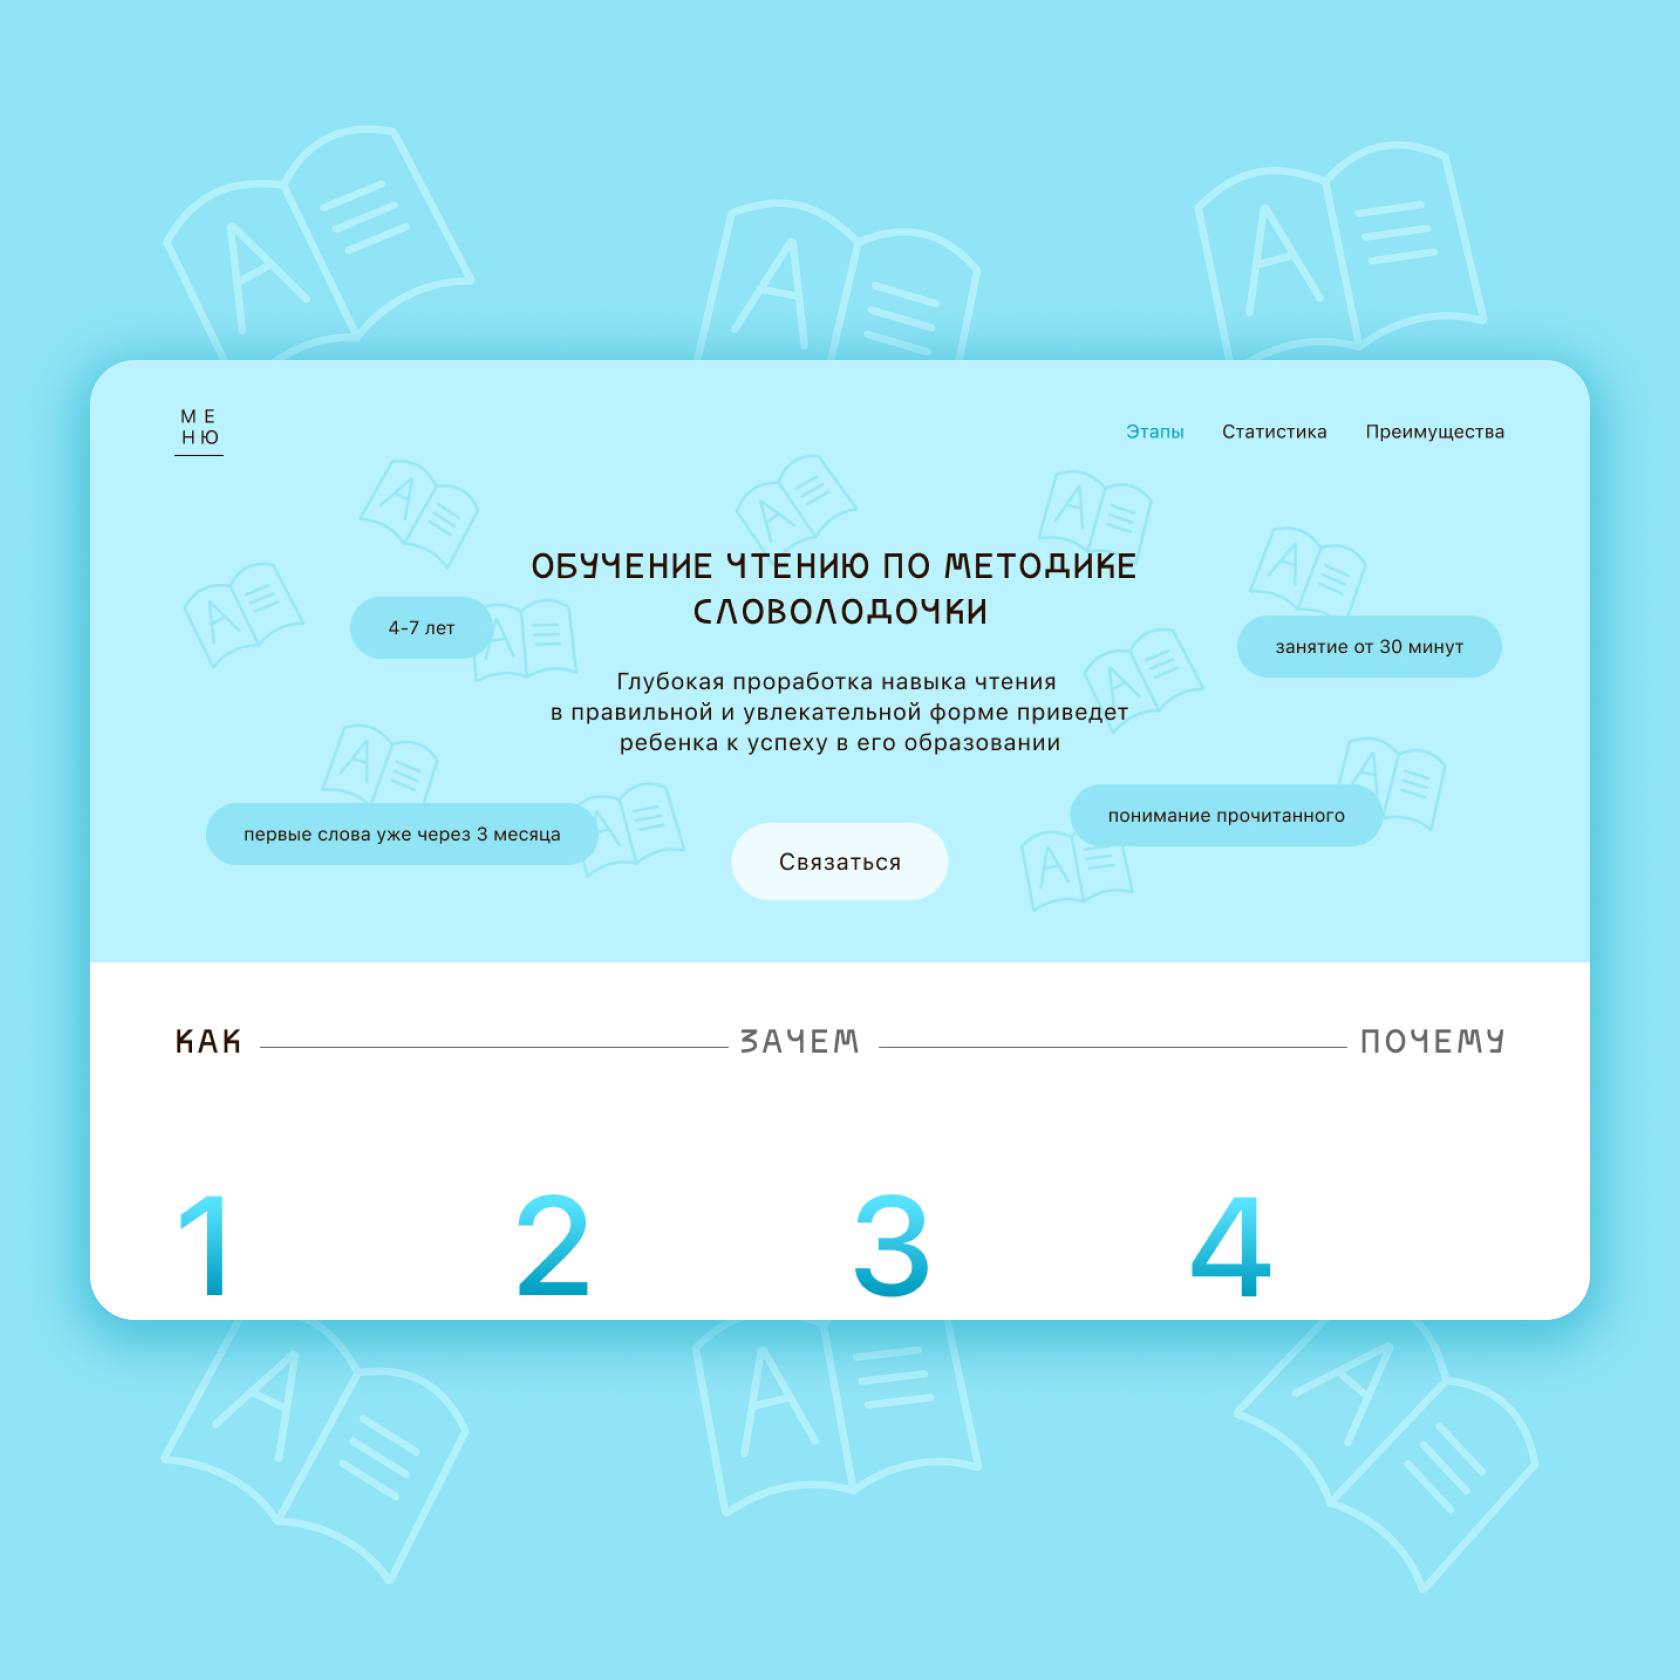 МЕ
НЮ
Этапы Статистика Преимущества
ОБУЧЕНИЕ ЧТЕНИЮ ПО МЕТОДИКЕ
СЛОВОЛОДОЧКИ
4-7 лет
занятие от 30 минут
Глубокая проработка навыка чтения
в правильной и увлекательной форме приведет
ребенка к успеху в его образовании
первые слова уже через 3 месяца
понимание прочитанного
Связаться
КАК ЗАЧЕМ ПОЧЕМУ
1 2 3 4